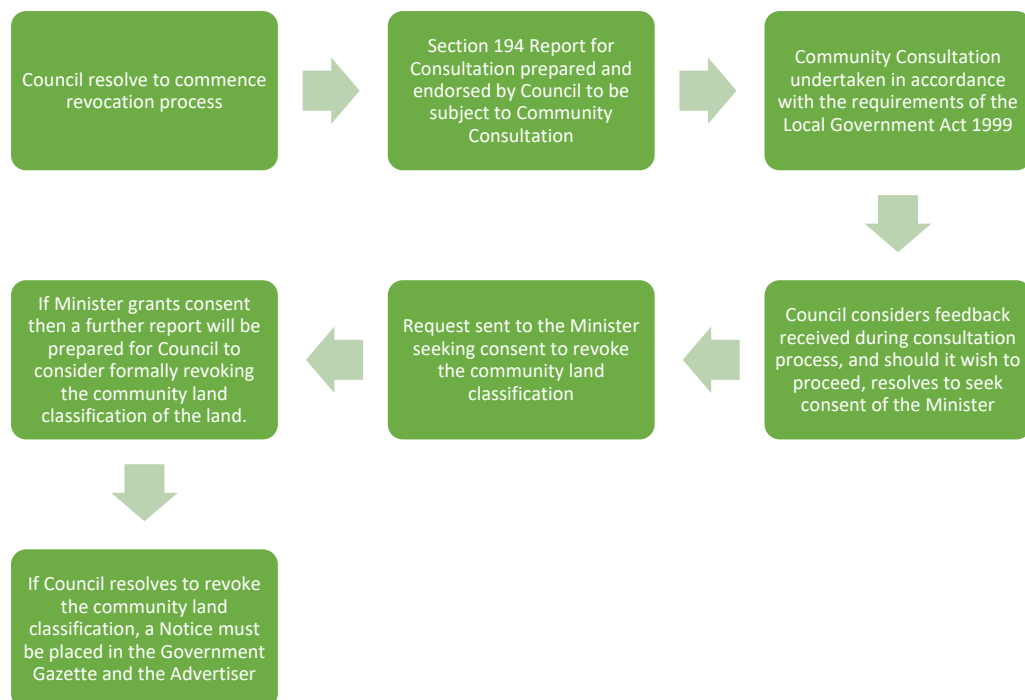 Council resolve to commence
revocation process
Section 194 Report for
Consultation prepared and
endorsed by Council to be
subject to Community
Consultation
Community Consultation
undertaken in accordance
with the requirements of the
Local Government Act 1999
Council considers feedback
received during consultation
process, and should it wish to
proceed, resolves to seek
consent of the Minister
Request sent to the Minister
seeking consent to revoke
the community land
classification
If Minister grants consent
then a further report will be
prepared for Council to
consider formally revoking
the community land
classification of the land.
If Council resolves to revoke
the community land
classification, a Notice must
be placed in the Government
Gazette and the Advertiser